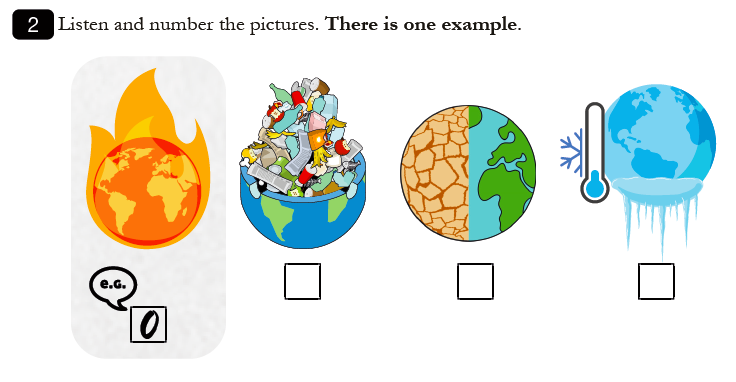 2 Listen and number the pictures. There is one example.
e.g.
0